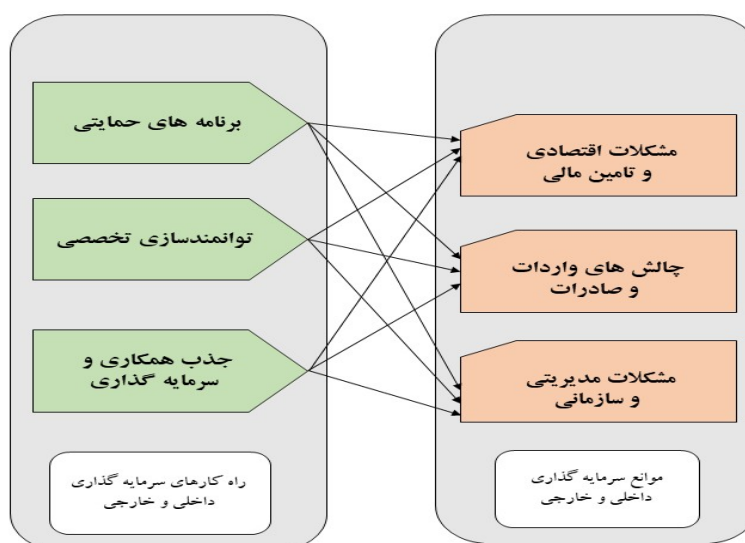 برنامه های حمایتی
توانمندسازی تخصصی
جذب همکاری و
سرمایه گذاری
راه کارهای سرمایه گذاری
داخلی و خارجی
مشکلات اقتصادی
و تامین مالی
چالش های واردات
و صادرات
مشکلات مدیریتی
و سازمانی
موانع سرمایه گذاری
داخلی و خارجی